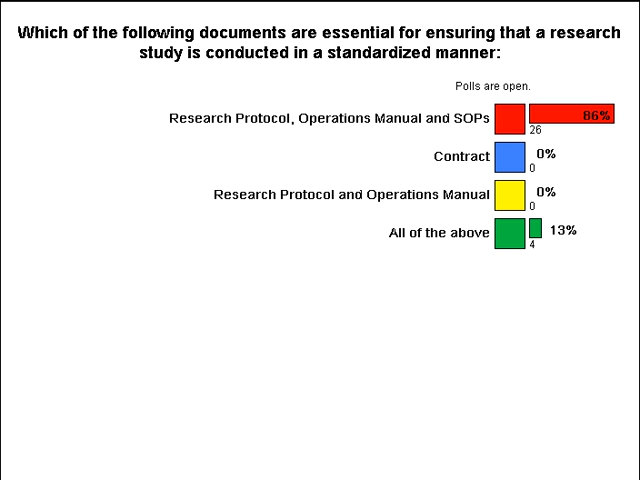 Which of the following documents are essential for ensuring that a research
study is conducted in a standardized manner:
Polls are open.
Research Protocol, Operations Manual and SOPs
86%
26
Contract
0%
0
Research Protocol and Operations Manual
0%
0
All of the above
13%
4